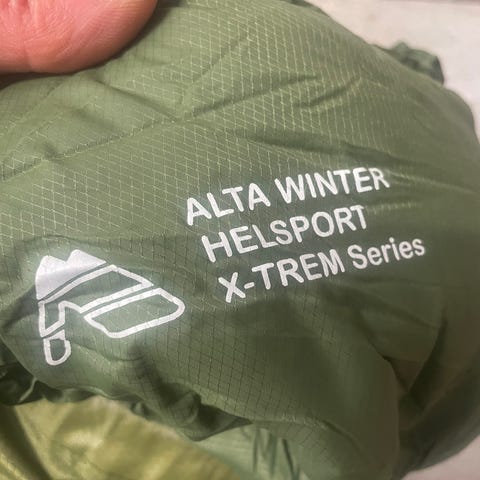 ALTA WINTER
HELSPORT
X-TREM Series